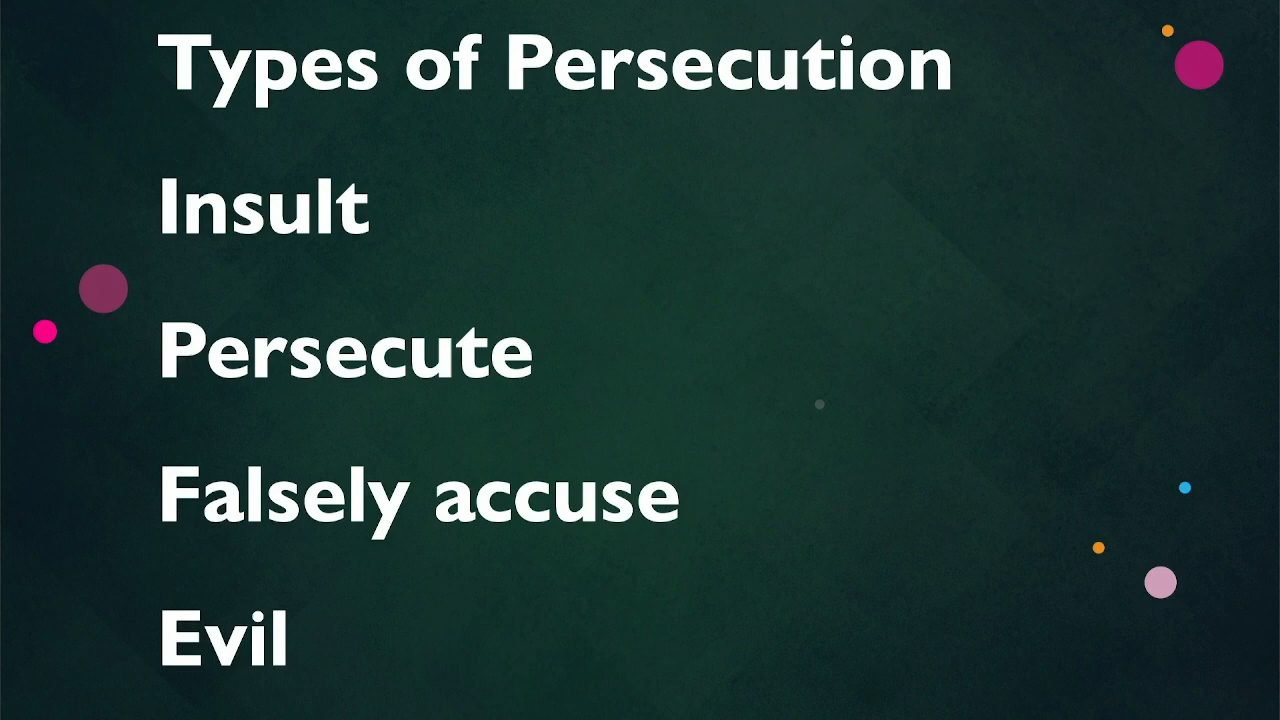 Types of Persecution
Insult
Persecute
Falsely accuse
Evil